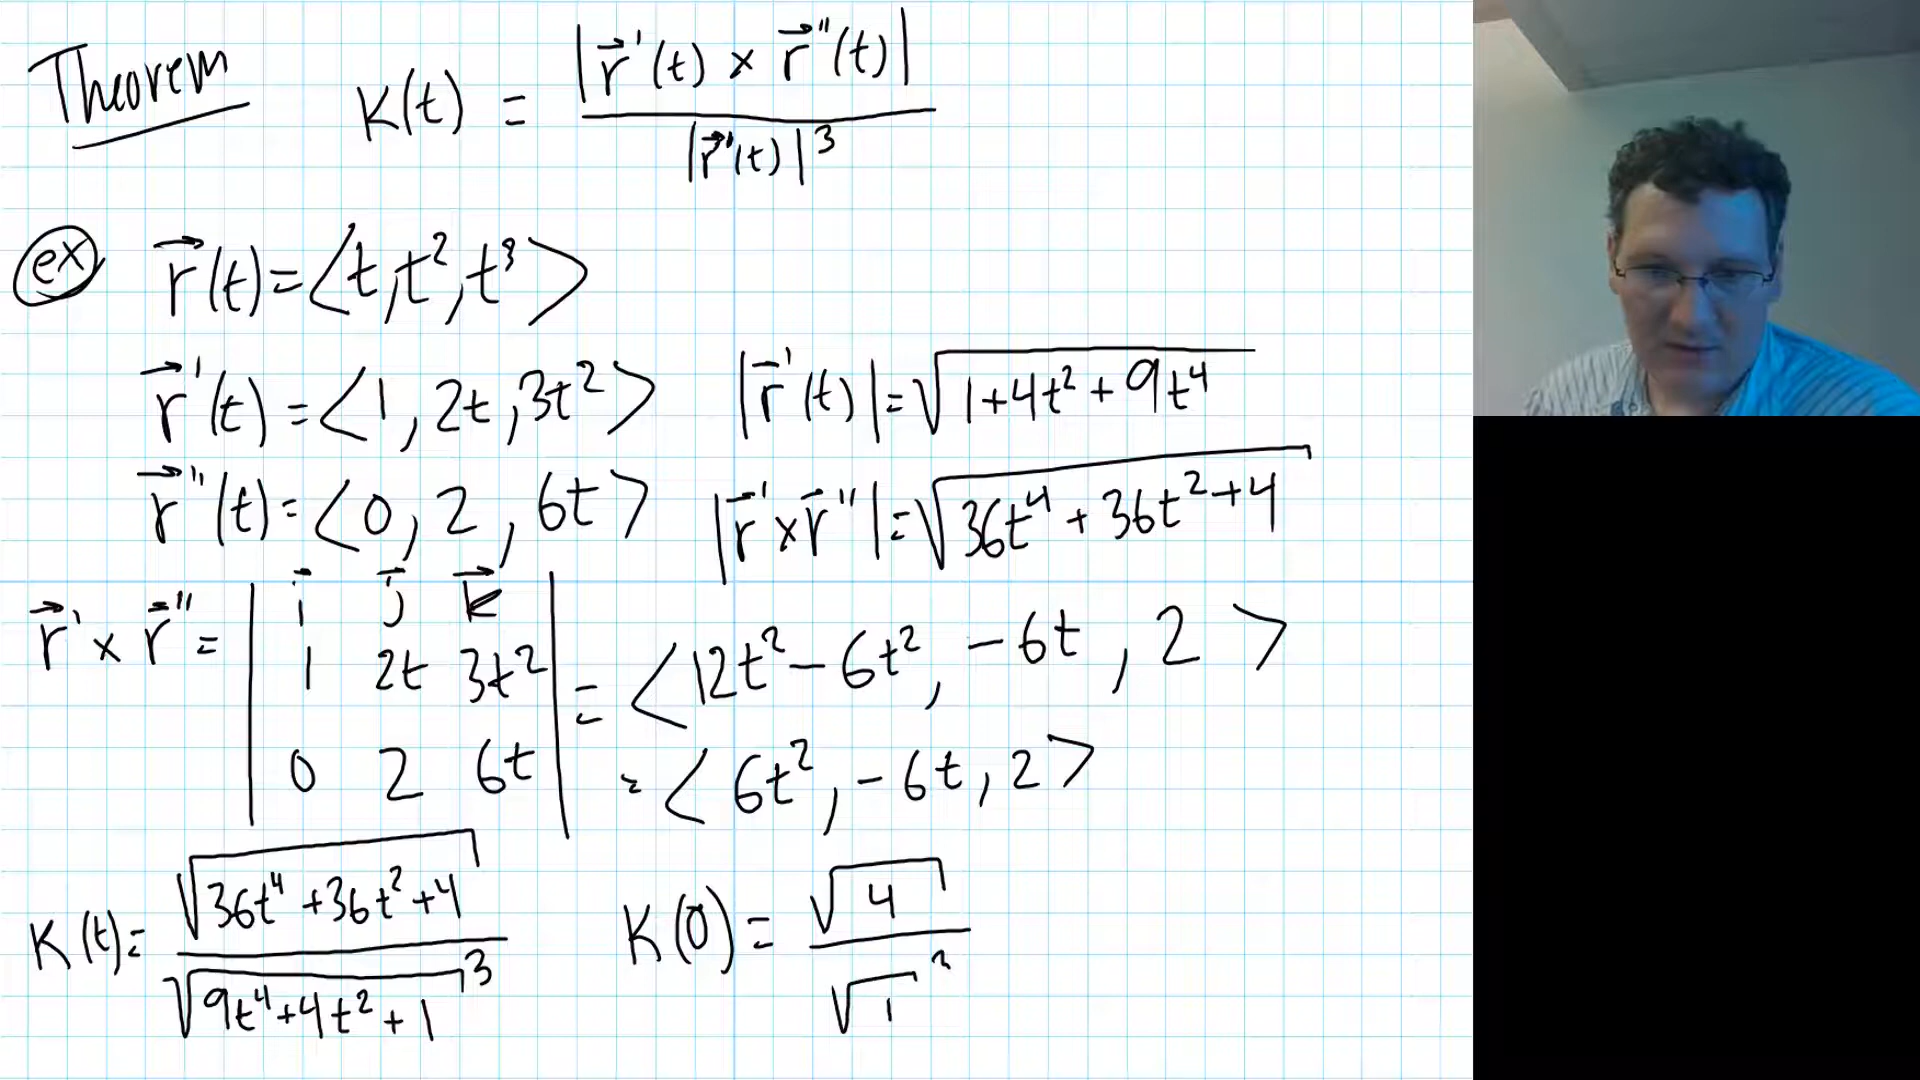 Theorem K(t) = |r⃗'(t) × r⃗''(t)| / |r⃗'(t)|³
ex r⃗(t) = ⟨t, t², t³⟩
r⃗'(t) = ⟨1, 2t, 3t²⟩ |r⃗'(t)| = √(1+4t²+9t⁴)
r⃗''(t) = ⟨0, 2, 6t⟩ |r⃗' × r⃗''| = √(36t⁴+36t²+4)
r⃗' × r⃗'' = | i⃗ j⃗ k⃗ |
| 1 2t 3t² | = ⟨12t²−6t², −6t, 2⟩
| 0 2 6t | = ⟨6t², −6t, 2⟩
K(t) = √(36t⁴+36t²+4) / √(9t⁴+4t²+1)³ K(0) = √4 / √1³